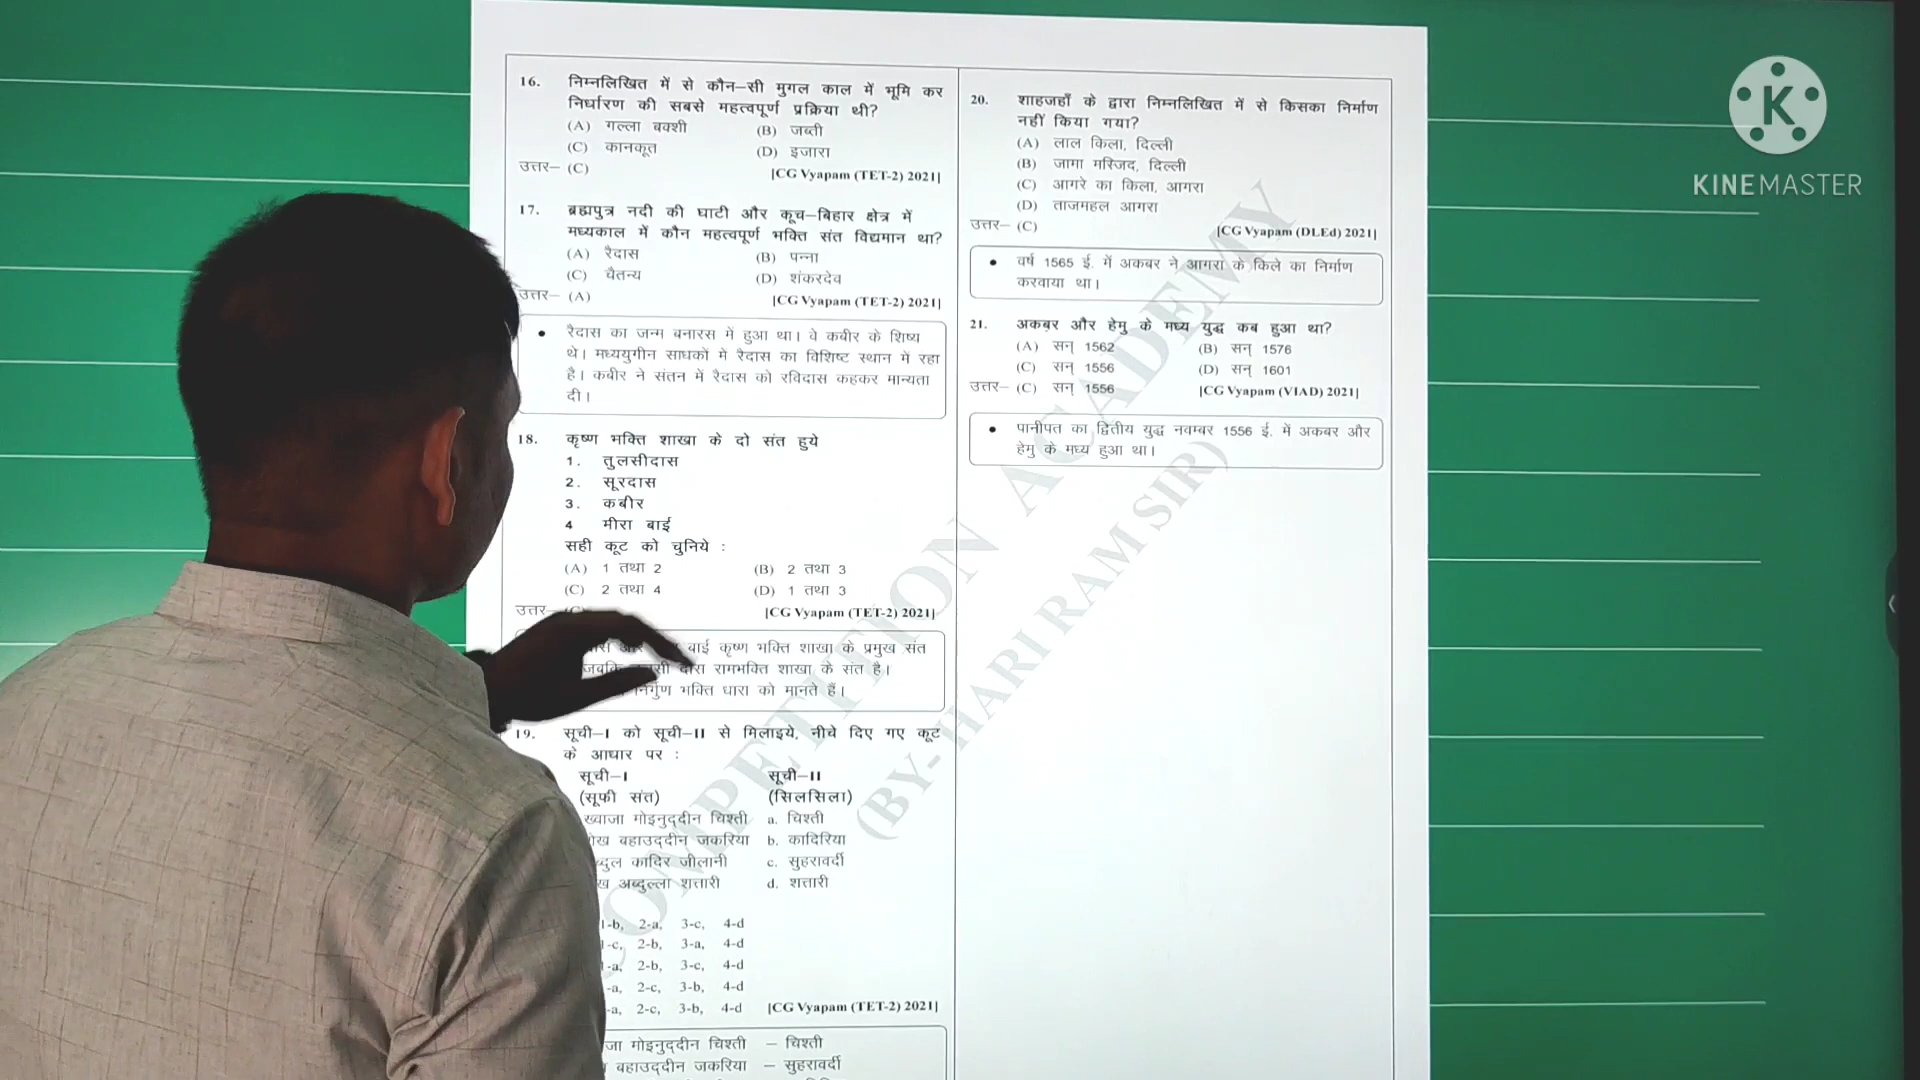 16. निम्नलिखित में से कौन–सी मुगल काल में भूमि कर
निर्धारण की सबसे महत्वपूर्ण प्रक्रिया थी?
(A) गल्ला बक्शी (B) जब्ती
(C) कानकूत (D) इजारा
उत्तर– (C) [CG Vyapam (TET-2) 2021]
17. ब्रह्मपुत्र नदी की घाटी और कूच–बिहार क्षेत्र में
मध्यकाल में कौन महत्वपूर्ण भक्ति संत विद्यमान था?
(A) रैदास (B) पन्ना
(C) चैतन्य (D) शंकरदेव
उत्तर– (A) [CG Vyapam (TET-2) 2021]
• रैदास का जन्म बनारस में हुआ था। वे कबीर के शिष्य
थे। मध्ययुगीन साधकों मे रैदास का विशिष्ट स्थान में रहा
है। कबीर ने संतन में रैदास को रविदास कहकर मान्यता
दी।
18. कृष्ण भक्ति शाखा के दो संत हुये
1. तुलसीदास
2. सूरदास
3. कबीर
4 मीरा बाई
सही कूट को चुनिये :
(A) 1 तथा 2 (B) 2 तथा 3
(C) 2 तथा 4 (D) 1 तथा 3
उत्तर– (C) [CG Vyapam (TET-2) 2021]
बाई कृष्ण भक्ति शाखा के प्रमुख संत
जबकि दास रामभक्ति शाखा के संत है।
निर्गुण भक्ति धारा को मानते हैं।
19. सूची–I को सूची–II से मिलाइये, नीचे दिए गए कूट
के आधार पर :
सूची–I सूची–II
(सूफी संत) (सिलसिला)
ख्वाजा मोइनुद्दीन चिश्ती a. चिश्ती
बहाउद्दीन जकरिया b. कादिरिया
कादिर जीलानी c. सुहरावर्दी
अब्दुल्ला शत्तारी d. शत्तारी
1-b, 2-a, 3-c, 4-d
-c, 2-b, 3-a, 4-d
-a, 2-b, 3-c, 4-d
-a, 2-c, 3-b, 4-d
-a, 2-c, 3-b, 4-d [CG Vyapam (TET-2) 2021]
मोइनुद्दीन चिश्ती – चिश्ती
बहाउद्दीन जकरिया – सुहरावर्दी
20. शाहजहाँ के द्वारा निम्नलिखित में से किसका निर्माण
नहीं किया गया?
(A) लाल किला, दिल्ली
(B) जामा मस्जिद, दिल्ली
(C) आगरे का किला, आगरा
(D) ताजमहल आगरा
उत्तर– (C) [CG Vyapam (DLEd) 2021]
• वर्ष 1565 ई. में अकबर ने आगरा के किले का निर्माण
करवाया था।
21. अकबर और हेमु के मध्य युद्ध कब हुआ था?
(A) सन् 1562 (B) सन् 1576
(C) सन् 1556 (D) सन् 1601
उत्तर– (C) सन् 1556 [CG Vyapam (VIAD) 2021]
• पानीपत का द्वितीय युद्ध नवम्बर 1556 ई. में अकबर और
हेमु के मध्य हुआ था।
COMPETITION ACADEMY
(BY- HARI RAM SIR)
K
KINEMASTER